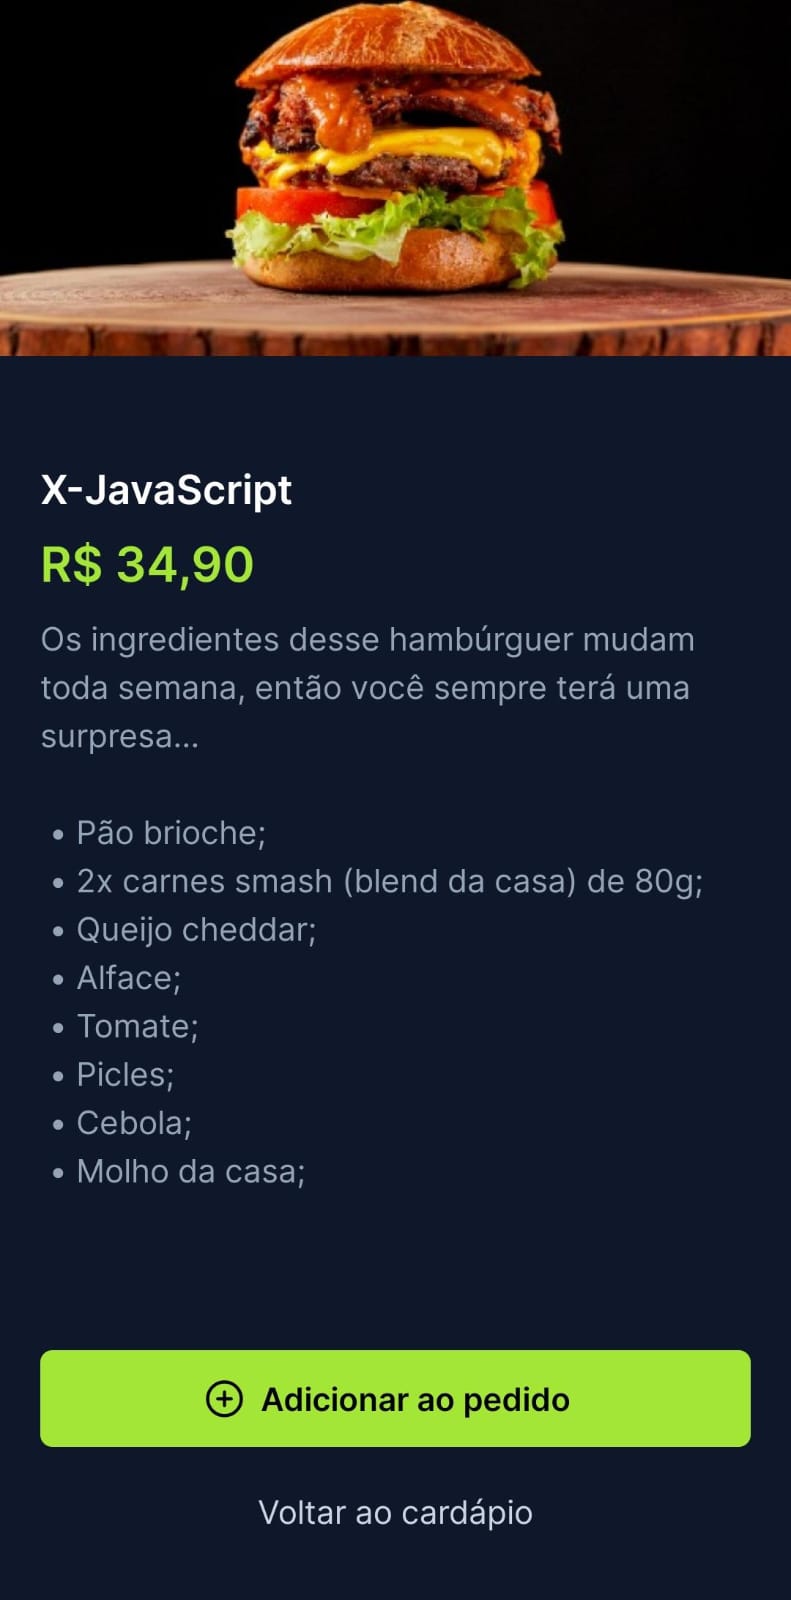 X-JavaScript
R$ 34,90
Os ingredientes desse hambúrguer mudam
toda semana, então você sempre terá uma
surpresa...
• Pão brioche;
• 2x carnes smash (blend da casa) de 80g;
• Queijo cheddar;
• Alface;
• Tomate;
• Picles;
• Cebola;
• Molho da casa;
Adicionar ao pedido
Voltar ao cardápio